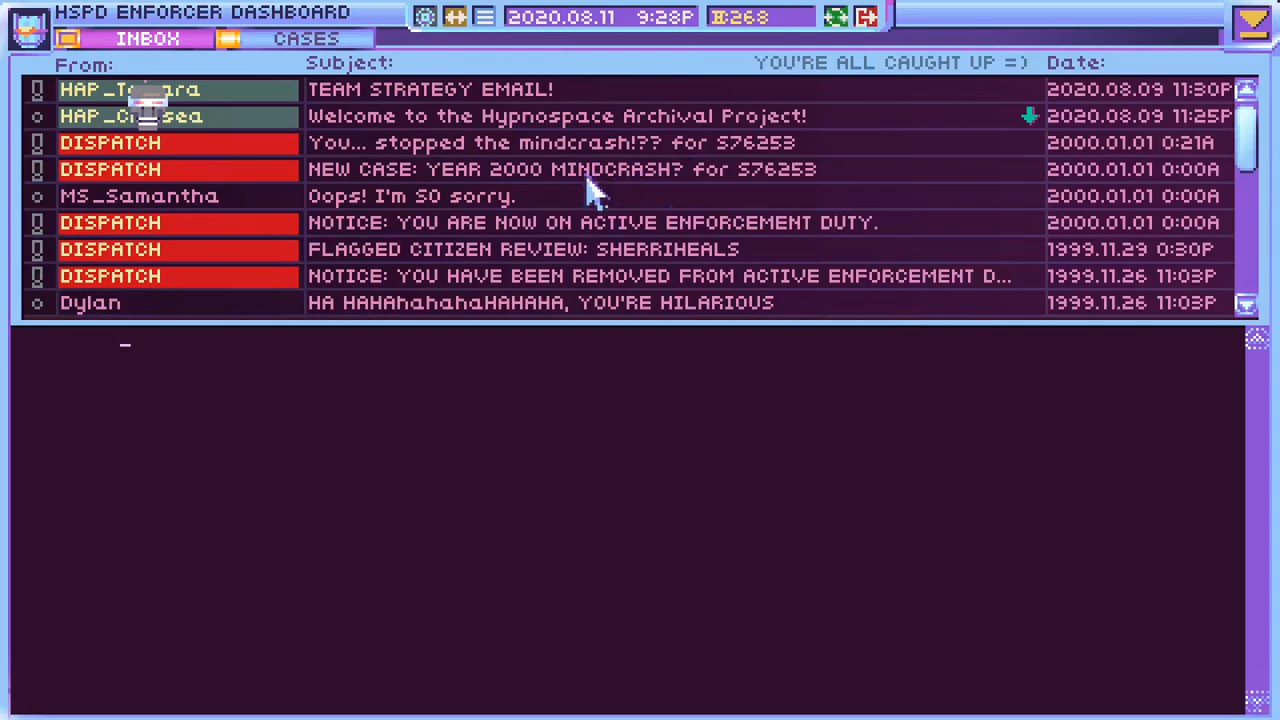 HSPD ENFORCER DASHBOARD
2020.08.11 9:28P
268
INBOX
CASES
From:
Subject:
YOU'RE ALL CAUGHT UP =)
Date:
TEAM STRATEGY EMAIL!
2020.08.09 11:30P
Welcome to the Hypnospace Archival Project!
2020.08.09 11:25P
DISPATCH
You... stopped the mindcrash!?? for S76253
2000.01.01 0:21A
DISPATCH
NEW CASE: YEAR 2000 MINDCRASH? for S76253
2000.01.01 0:00A
MS_Samantha
Oops! I'm SO sorry.
2000.01.01 0:00A
DISPATCH
NOTICE: YOU ARE NOW ON ACTIVE ENFORCEMENT DUTY.
2000.01.01 0:00A
DISPATCH
FLAGGED CITIZEN REVIEW: SHERRIHEALS
1999.11.29 0:30P
DISPATCH
NOTICE: YOU HAVE BEEN REMOVED FROM ACTIVE ENFORCEMENT D...
1999.11.26 11:03P
Dylan
HA HAHAhahahaHAHAHA, YOU'RE HILARIOUS
1999.11.26 11:03P